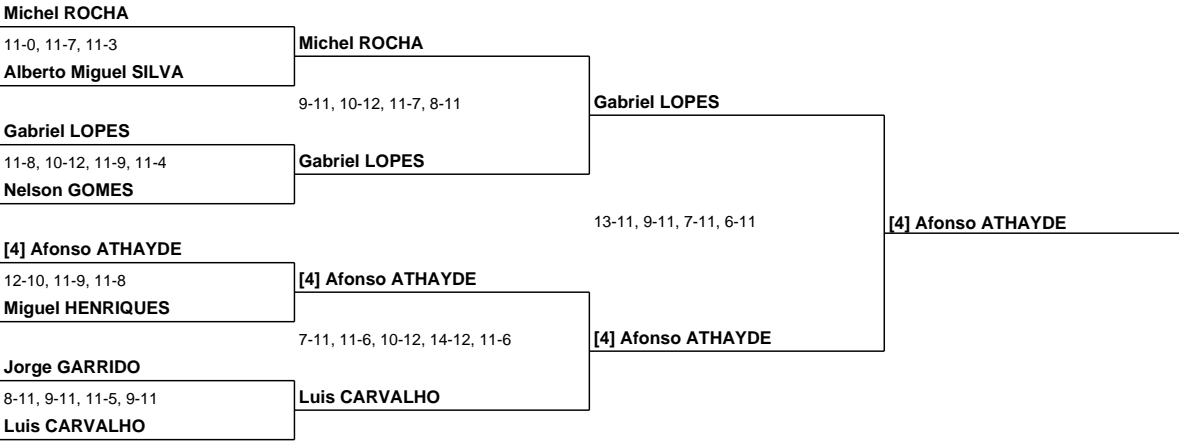 Michel ROCHA
11-0, 11-7, 11-3
Michel ROCHA
Alberto Miguel SILVA
9-11, 10-12, 11-7, 8-11
Gabriel LOPES
Gabriel LOPES
11-8, 10-12, 11-9, 11-4
Gabriel LOPES
Nelson GOMES
13-11, 9-11, 7-11, 6-11
[4] Afonso ATHAYDE
[4] Afonso ATHAYDE
12-10, 11-9, 11-8
[4] Afonso ATHAYDE
Miguel HENRIQUES
7-11, 11-6, 10-12, 14-12, 11-6
[4] Afonso ATHAYDE
Jorge GARRIDO
8-11, 9-11, 11-5, 9-11
Luis CARVALHO
Luis CARVALHO